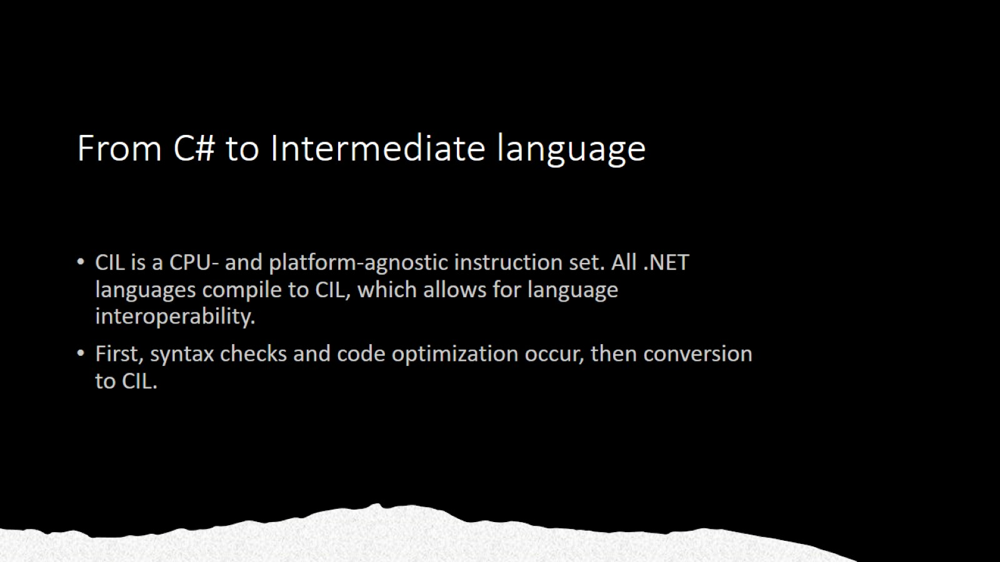 From C# to Intermediate language
• CIL is a CPU- and platform-agnostic instruction set. All .NET
languages compile to CIL, which allows for language
interoperability.
• First, syntax checks and code optimization occur, then conversion
to CIL.